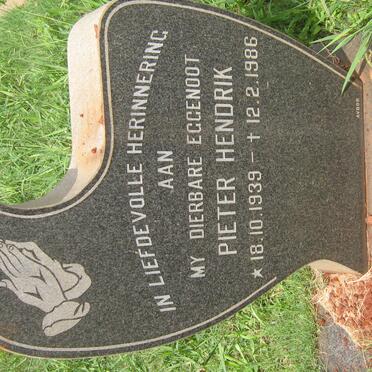 IN LIEFDEVOLLE HERINNERING
AAN
MY DIERBARE EGGENOOT
PIETER HENDRIK
★ 18.10.1939 – † 12.2.1986